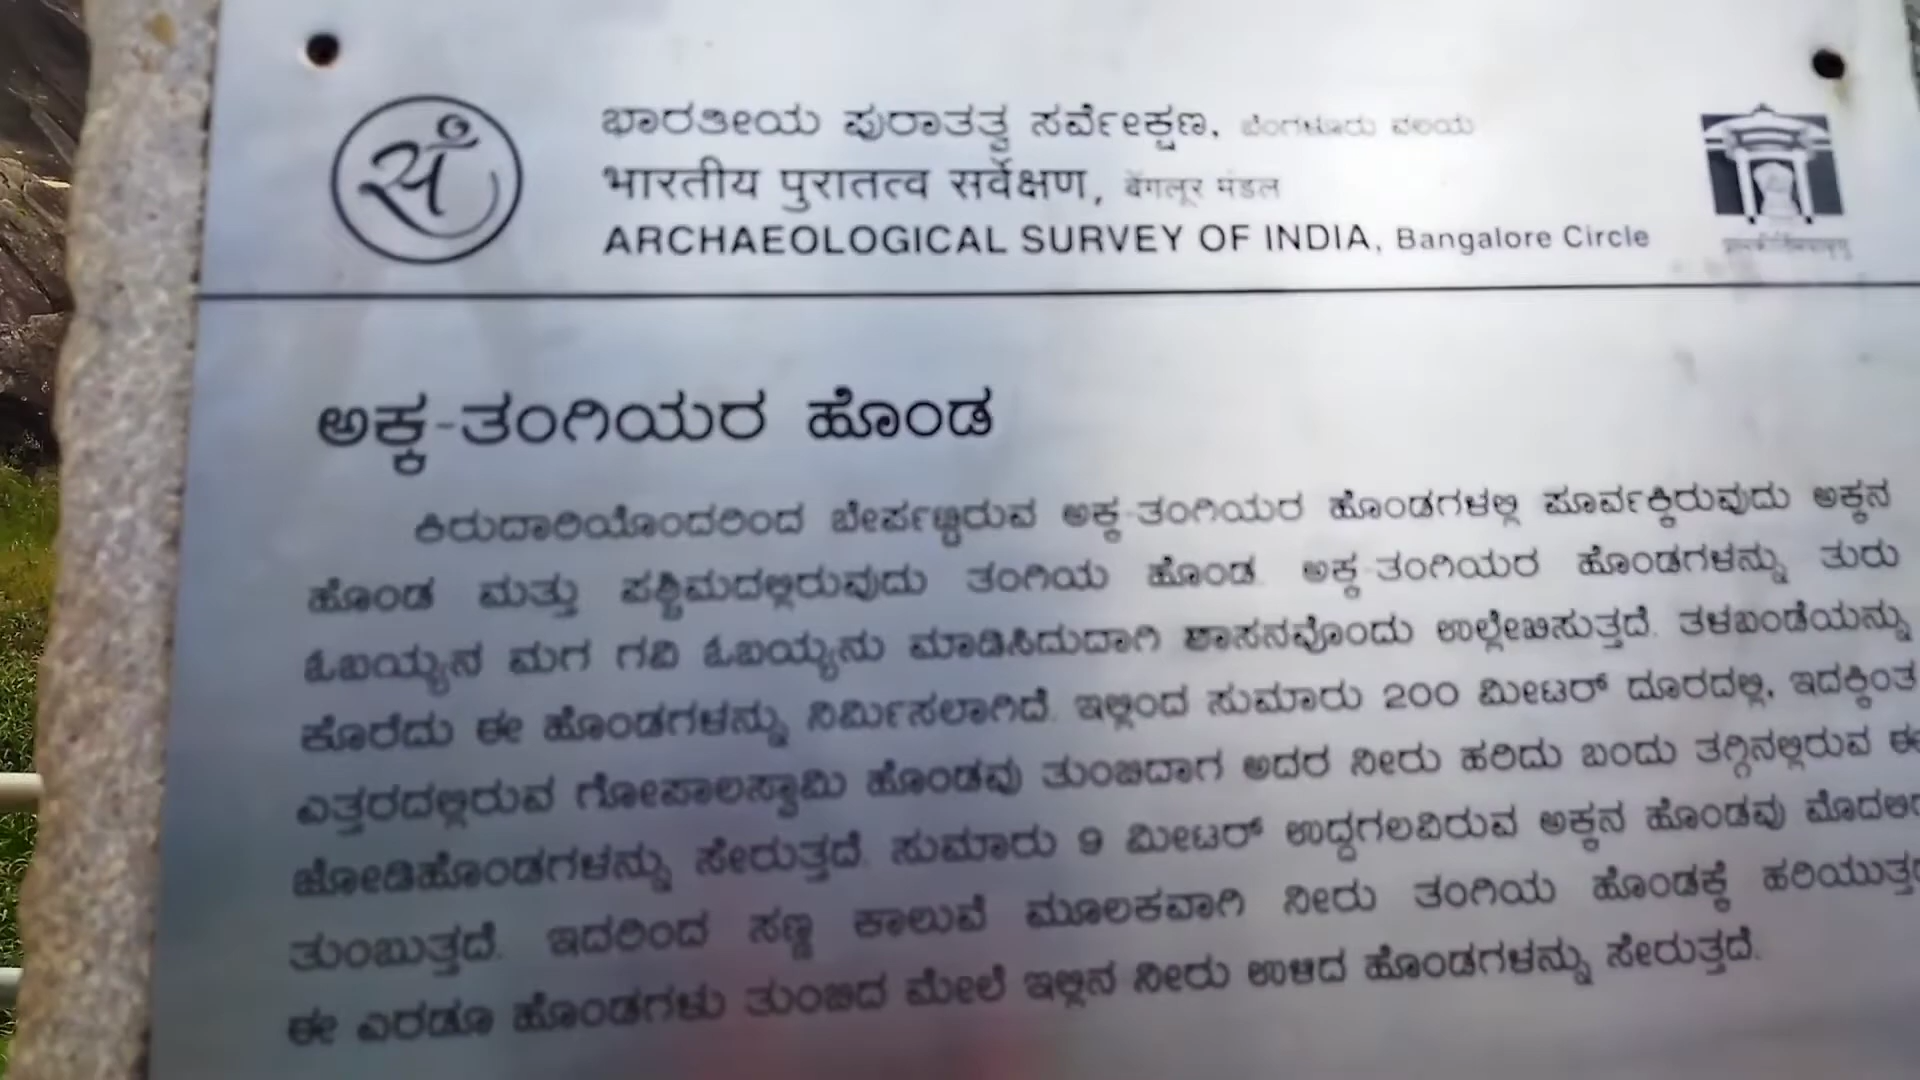 ಭಾರತೀಯ ಪುರಾತತ್ವ ಸರ್ವೇಕ್ಷಣ, ಬೆಂಗಳೂರು ವಲಯ
भारतीय पुरातत्व सर्वेक्षण, बेंगलूर मंडल
ARCHAEOLOGICAL SURVEY OF INDIA, Bangalore Circle
सं
ಅಕ್ಕ-ತಂಗಿಯರ ಹೊಂಡ
ಕಿರುದಾರಿಯೊಂದರಿಂದ ಬೇರ್ಪಟ್ಟಿರುವ ಅಕ್ಕ-ತಂಗಿಯರ ಹೊಂಡಗಳಲ್ಲಿ ಪೂರ್ವಕ್ಕಿರುವುದು ಅಕ್ಕನ
ಹೊಂಡ ಮತ್ತು ಪಶ್ಚಿಮದಲ್ಲಿರುವುದು ತಂಗಿಯ ಹೊಂಡ. ಅಕ್ಕ-ತಂಗಿಯರ ಹೊಂಡಗಳನ್ನು ತುರು
ಓಬಯ್ಯನ ಮಗ ಗವಿ ಓಬಯ್ಯನು ಮಾಡಿಸಿದುದಾಗಿ ಶಾಸನವೊಂದು ಉಲ್ಲೇಖಿಸುತ್ತದೆ. ತಳಬಂಡೆಯನ್ನು
ಕೊರೆದು ಈ ಹೊಂಡಗಳನ್ನು ನಿರ್ಮಿಸಲಾಗಿದೆ. ಇಲ್ಲಿಂದ ಸುಮಾರು 200 ಮೀಟರ್ ದೂರದಲ್ಲಿ, ಇದಕ್ಕಿಂತ
ಎತ್ತರದಲ್ಲಿರುವ ಗೋಪಾಲಸ್ವಾಮಿ ಹೊಂಡವು ತುಂಬಿದಾಗ ಅದರ ನೀರು ಹರಿದು ಬಂದು ತಗ್ಗಿನಲ್ಲಿರುವ ಈ
ಜೋಡಿಹೊಂಡಗಳನ್ನು ಸೇರುತ್ತದೆ. ಸುಮಾರು 9 ಮೀಟರ್ ಉದ್ದಗಲವಿರುವ ಅಕ್ಕನ ಹೊಂಡವು
ತುಂಬುತ್ತದೆ. ಇದರಿಂದ ಸಣ್ಣ ಕಾಲುವೆ ಮೂಲಕವಾಗಿ ನೀರು ತಂಗಿಯ ಹೊಂಡಕ್ಕೆ
ಈ ಎರಡೂ ಹೊಂಡಗಳು ತುಂಬಿದ ಮೇಲೆ ಇಲ್ಲಿನ ನೀರು ಉಳಿದ ಹೊಂಡಗಳನ್ನು ಸೇರುತ್ತದೆ.